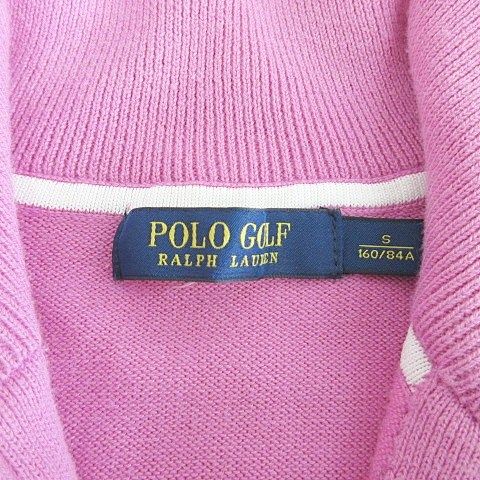 POLO GOLF
RALPH LAUREN
S
160/84A